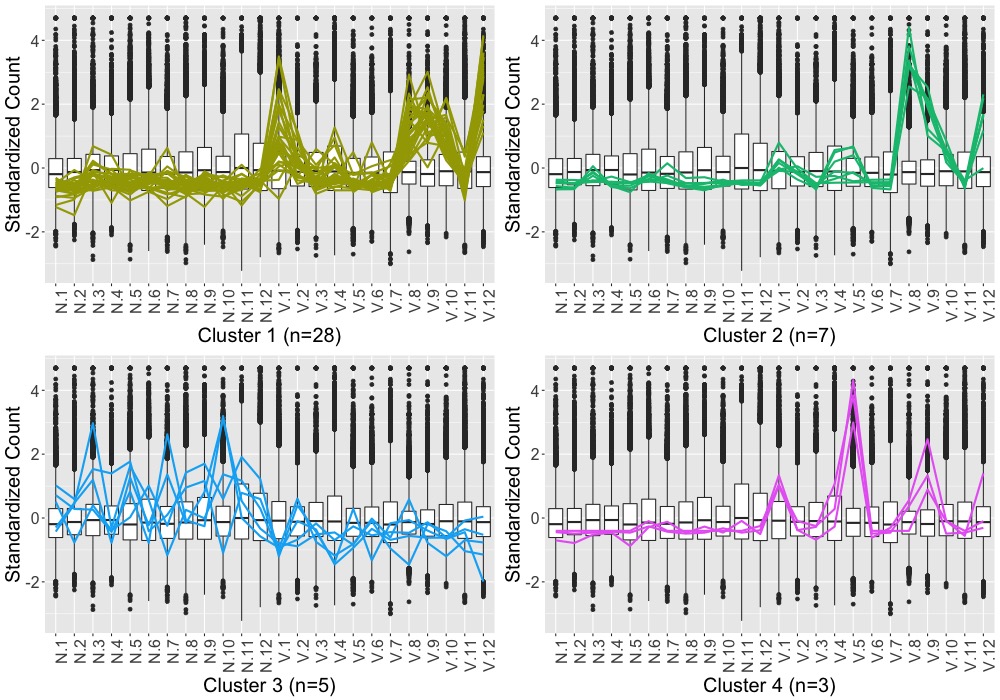 Standardized Count
4
2
0
-2
N.1 N.2 N.3 N.4 N.5 N.6 N.7 N.8 N.9 N.10 N.11 N.12 V.1 V.2 V.3 V.4 V.5 V.6 V.7 V.8 V.9 V.10 V.11 V.12
Cluster 1 (n=28)
Standardized Count
4
2
0
-2
N.1 N.2 N.3 N.4 N.5 N.6 N.7 N.8 N.9 N.10 N.11 N.12 V.1 V.2 V.3 V.4 V.5 V.6 V.7 V.8 V.9 V.10 V.11 V.12
Cluster 2 (n=7)
Standardized Count
4
2
0
-2
N.1 N.2 N.3 N.4 N.5 N.6 N.7 N.8 N.9 N.10 N.11 N.12 V.1 V.2 V.3 V.4 V.5 V.6 V.7 V.8 V.9 V.10 V.11 V.12
Cluster 3 (n=5)
Standardized Count
4
2
0
-2
N.1 N.2 N.3 N.4 N.5 N.6 N.7 N.8 N.9 N.10 N.11 N.12 V.1 V.2 V.3 V.4 V.5 V.6 V.7 V.8 V.9 V.10 V.11 V.12
Cluster 4 (n=3)